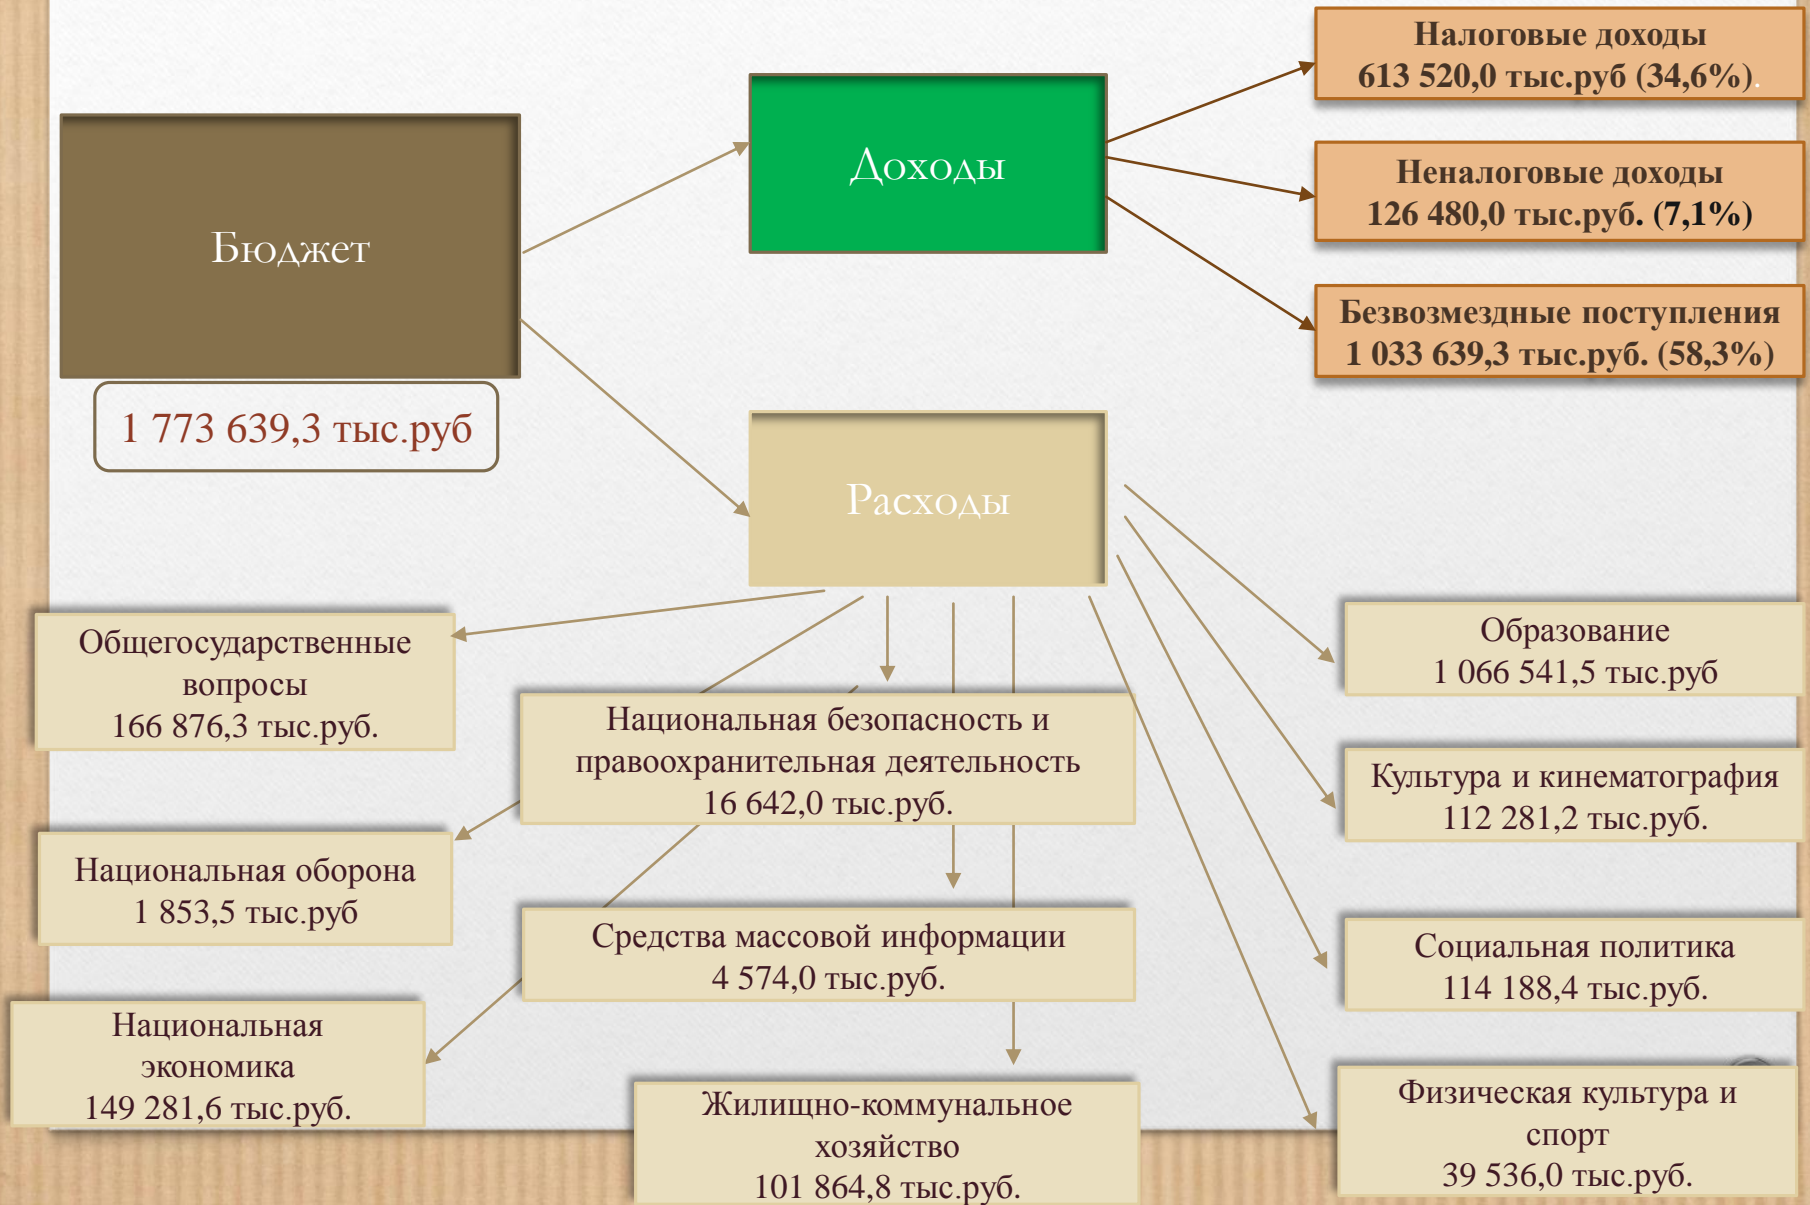 Налоговые доходы
613 520,0 тыс.руб (34,6%).
Неналоговые доходы
126 480,0 тыс.руб. (7,1%)
Безвозмездные поступления
1 033 639,3 тыс.руб. (58,3%)
Доходы
Бюджет
1 773 639,3 тыс.руб
Расходы
Общегосударственные
вопросы
166 876,3 тыс.руб.
Национальная безопасность и
правоохранительная деятельность
16 642,0 тыс.руб.
Образование
1 066 541,5 тыс.руб
Культура и кинематография
112 281,2 тыс.руб.
Национальная оборона
1 853,5 тыс.руб
Средства массовой информации
4 574,0 тыс.руб.
Социальная политика
114 188,4 тыс.руб.
Национальная
экономика
149 281,6 тыс.руб.
Жилищно-коммунальное
хозяйство
101 864,8 тыс.руб.
Физическая культура и
спорт
39 536,0 тыс.руб.